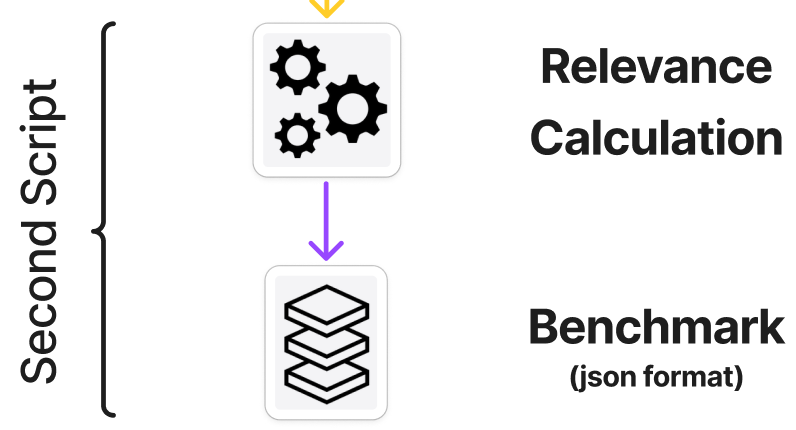 Second Script
Relevance
Calculation
Benchmark
(json format)